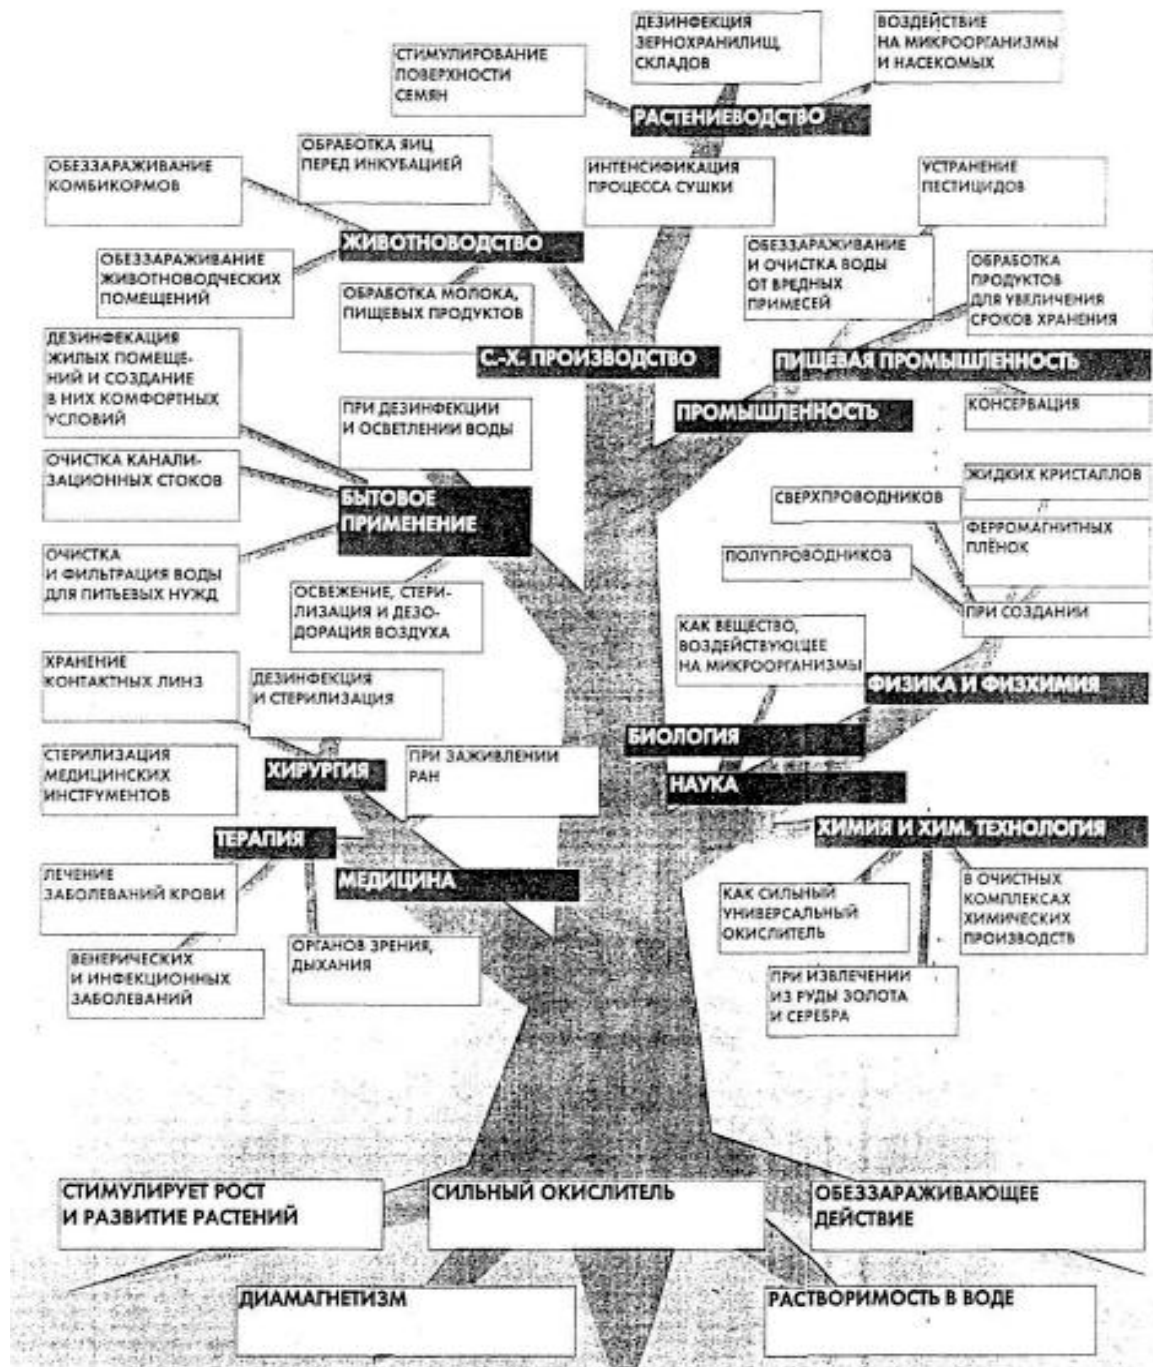 ДЕЗИНФЕКЦИЯ
ЗЕРНОХРАНИЛИЩ,
СКЛАДОВ
ВОЗДЕЙСТВИЕ
НА МИКРООРГАНИЗМЫ
И НАСЕКОМЫХ
СТИМУЛИРОВАНИЕ
ПОВЕРХНОСТИ
СЕМЯН
РАСТЕНИЕВОДСТВО
ОБРАБОТКА ЯИЦ
ПЕРЕД ИНКУБАЦИЕЙ
ОБЕЗЗАРАЖИВАНИЕ
КОМБИКОРМОВ
ИНТЕНСИФИКАЦИЯ
ПРОЦЕССА СУШКИ
УСТРАНЕНИЕ
ПЕСТИЦИДОВ
ЖИВОТНОВОДСТВО
ОБЕЗЗАРАЖИВАНИЕ
ЖИВОТНОВОДЧЕСКИХ
ПОМЕЩЕНИЙ
ОБЕЗЗАРАЖИВАНИЕ
И ОЧИСТКА ВОДЫ
ОТ ВРЕДНЫХ
ПРИМЕСЕЙ
ОБРАБОТКА
ПРОДУКТОВ
ДЛЯ УВЕЛИЧЕНИЯ
СРОКОВ ХРАНЕНИЯ
ОБРАБОТКА МОЛОКА,
ПИЩЕВЫХ ПРОДУКТОВ
ДЕЗИНФЕКАЦИЯ
ЖИЛЫХ ПОМЕЩЕ-
НИЙ И СОЗДАНИЕ
В НИХ КОМФОРТНЫХ
УСЛОВИЙ
С.-Х. ПРОИЗВОДСТВО
ПИЩЕВАЯ ПРОМЫШЛЕННОСТЬ
ПРИ ДЕЗИНФЕКЦИИ
И ОСВЕТЛЕНИИ ВОДЫ
ПРОМЫШЛЕННОСТЬ
КОНСЕРВАЦИЯ
ОЧИСТКА КАНАЛИ-
ЗАЦИОННЫХ СТОКОВ
ЖИДКИХ КРИСТАЛЛОВ
БЫТОВОЕ
ПРИМЕНЕНИЕ
СВЕРХПРОВОДНИКОВ
ФЕРРОМАГНИТНЫХ
ПЛЁНОК
ОЧИСТКА
И ФИЛЬТРАЦИЯ ВОДЫ
ДЛЯ ПИТЬЕВЫХ НУЖД
ПОЛУПРОВОДНИКОВ
ОСВЕЖЕНИЕ, СТЕРИ-
ЛИЗАЦИЯ И ДЕЗО-
ДОРАЦИЯ ВОЗДУХА
ПРИ СОЗДАНИИ
КАК ВЕЩЕСТВО,
ВОЗДЕЙСТВУЮЩЕЕ
НА МИКРООРГАНИЗМЫ
ХРАНЕНИЕ
КОНТАКТНЫХ ЛИНЗ
ДЕЗИНФЕКЦИЯ
И СТЕРИЛИЗАЦИЯ
ФИЗИКА И ФИЗХИМИЯ
БИОЛОГИЯ
СТЕРИЛИЗАЦИЯ
МЕДИЦИНСКИХ
ИНСТРУМЕНТОВ
ХИРУРГИЯ
ПРИ ЗАЖИВЛЕНИИ
РАН
НАУКА
ТЕРАПИЯ
ХИМИЯ И ХИМ. ТЕХНОЛОГИЯ
ЛЕЧЕНИЕ
ЗАБОЛЕВАНИЙ КРОВИ
МЕДИЦИНА
КАК СИЛЬНЫЙ
УНИВЕРСАЛЬНЫЙ
ОКИСЛИТЕЛЬ
В ОЧИСТНЫХ
КОМПЛЕКСАХ
ХИМИЧЕСКИХ
ПРОИЗВОДСТВ
ВЕНЕРИЧЕСКИХ
И ИНФЕКЦИОННЫХ
ЗАБОЛЕВАНИЙ
ОРГАНОВ ЗРЕНИЯ,
ДЫХАНИЯ
ПРИ ИЗВЛЕЧЕНИИ
ИЗ РУДЫ ЗОЛОТА
И СЕРЕБРА
СТИМУЛИРУЕТ РОСТ
И РАЗВИТИЕ РАСТЕНИЙ
СИЛЬНЫЙ ОКИСЛИТЕЛЬ
ОБЕЗЗАРАЖИВАЮЩЕЕ
ДЕЙСТВИЕ
ДИАМАГНЕТИЗМ
РАСТВОРИМОСТЬ В ВОДЕ